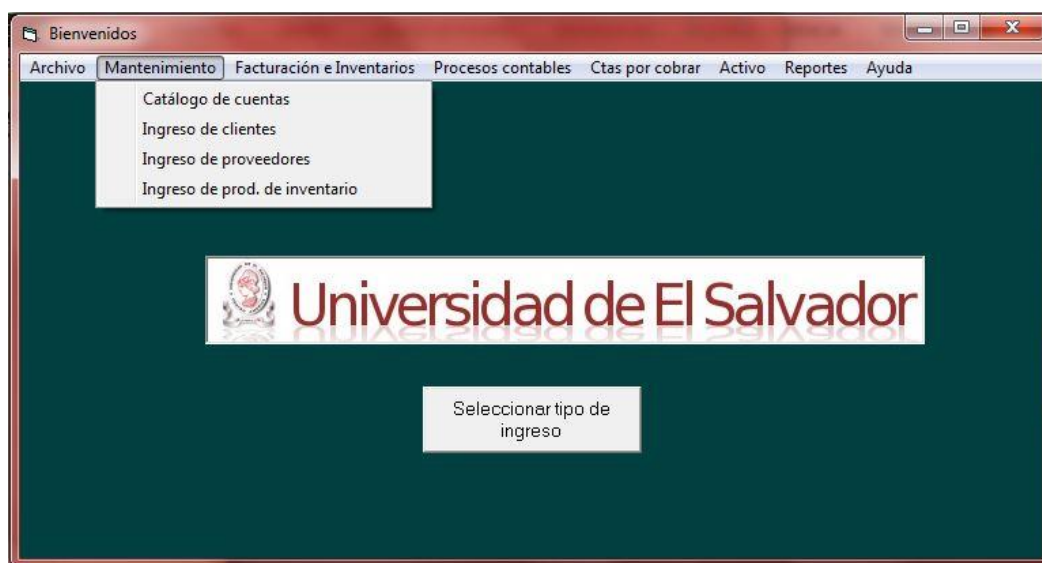 Bienvenidos
Archivo Mantenimiento Facturación e Inventarios Procesos contables Ctas por cobrar Activo Reportes Ayuda
Catálogo de cuentas
Ingreso de clientes
Ingreso de proveedores
Ingreso de prod. de inventario
Universidad de El Salvador
Seleccionar tipo de
ingreso